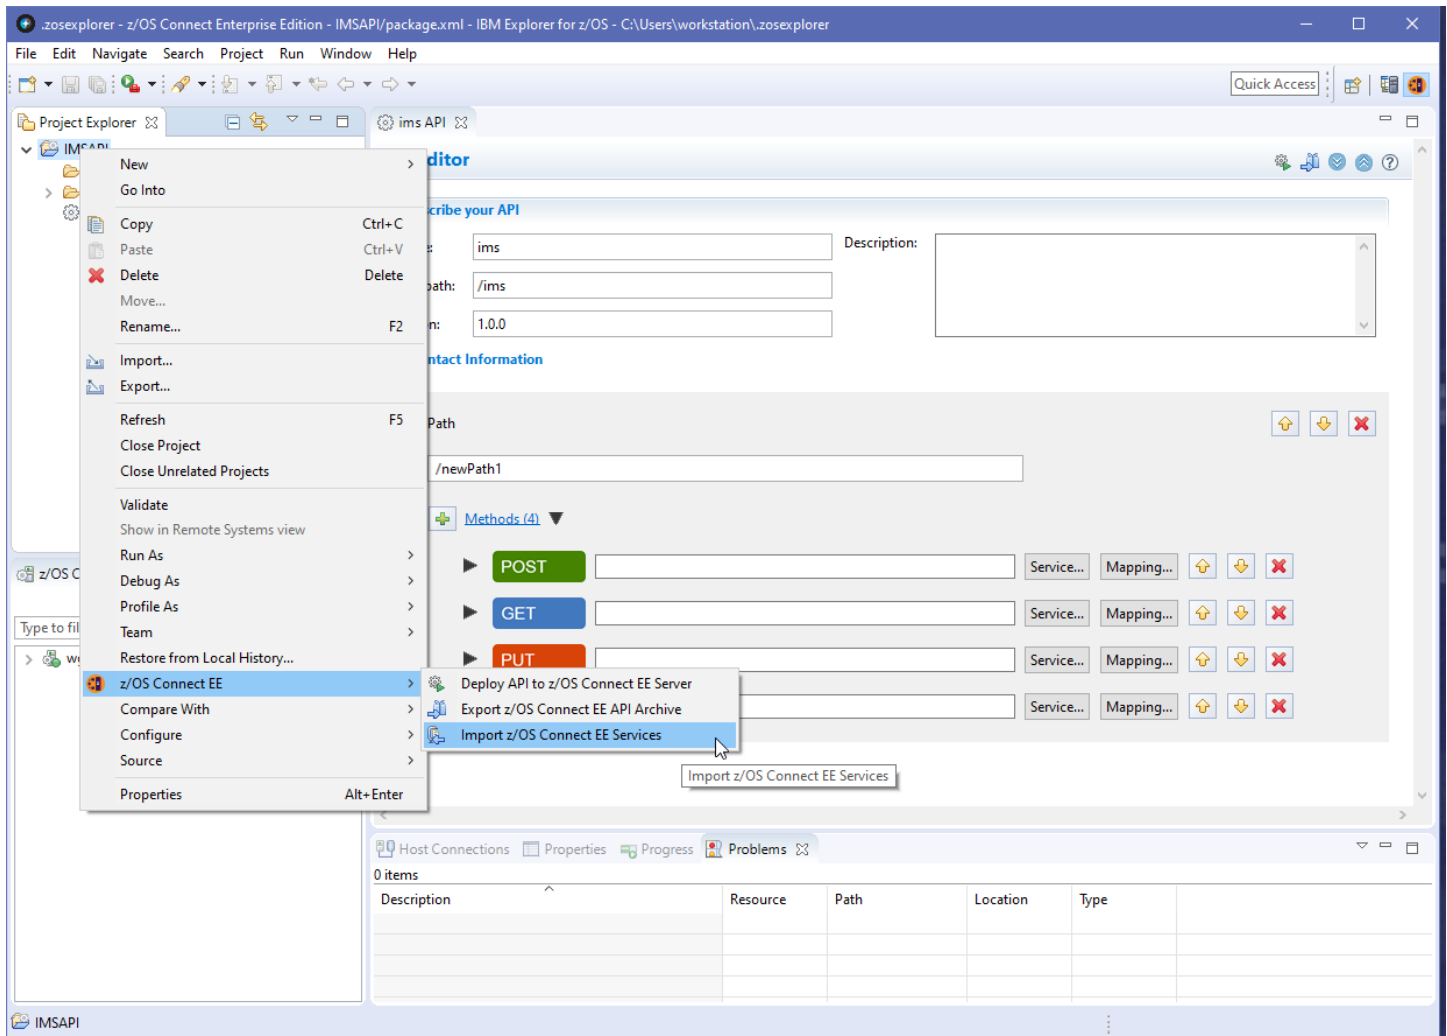 .zosexplorer - z/OS Connect Enterprise Edition - IMSAPI/package.xml - IBM Explorer for z/OS - C:\Users\workstation\.zosexplorer
File Edit Navigate Search Project Run Window Help
Quick Access
Project Explorer
ims API
IMSAPI
ditor
cribe your API
ims
Description:
path:
/ims
n:
1.0.0
ntact Information
Path
/newPath1
Methods (4)
POST
Service...
Mapping...
GET
Service...
Mapping...
PUT
Service...
Mapping...
Service...
Mapping...
New
Go Into
Copy Ctrl+C
Paste Ctrl+V
Delete Delete
Move...
Rename... F2
Import...
Export...
Refresh F5
Close Project
Close Unrelated Projects
Validate
Show in Remote Systems view
Run As
Debug As
Profile As
Team
Restore from Local History...
z/OS Connect EE
Compare With
Configure
Source
Properties Alt+Enter
Deploy API to z/OS Connect EE Server
Export z/OS Connect EE API Archive
Import z/OS Connect EE Services
Import z/OS Connect EE Services
z/OS C
Type to fil
Host Connections
Properties
Progress
Problems
0 items
Description Resource Path Location Type
IMSAPI